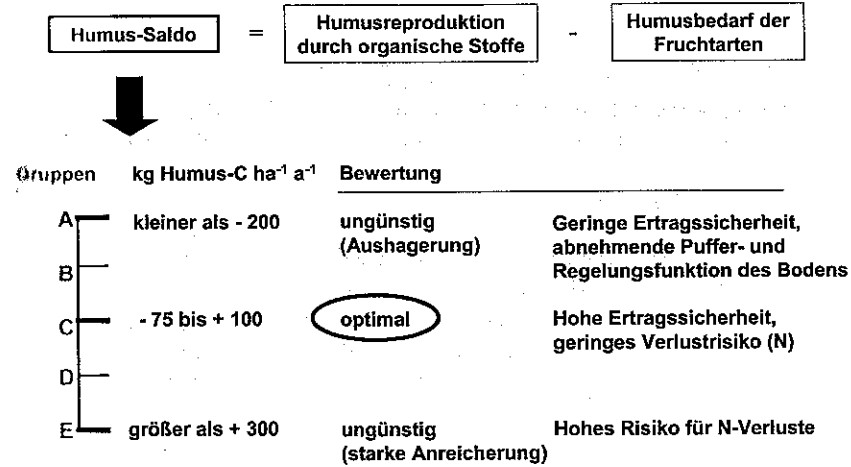 Humus-Saldo = Humusreproduktion durch organische Stoffe - Humusbedarf der Fruchtarten
Gruppen kg Humus-C ha⁻¹ a⁻¹ Bewertung
A kleiner als - 200 ungünstig Geringe Ertragssicherheit,
(Aushagerung) abnehmende Puffer- und
B Regelungsfunktion des Bodens
C - 75 bis + 100 optimal Hohe Ertragssicherheit,
geringes Verlustrisiko (N)
D
E größer als + 300 ungünstig Hohes Risiko für N-Verluste
(starke Anreicherung)